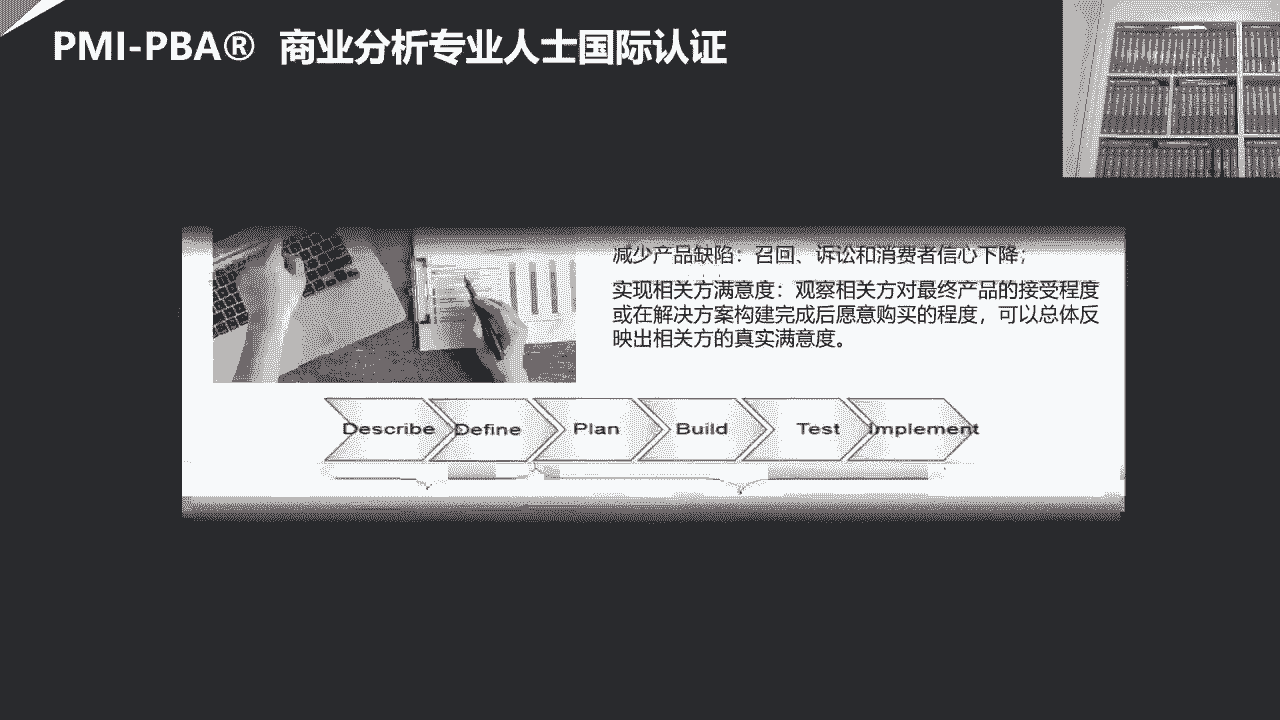 PMI-PBA® 商业分析专业人士国际认证
减少产品缺陷：召回、诉讼和消费者信心下降；
实现相关方满意度：观察相关方对最终产品的接受程度
或在解决方案构建完成后愿意购买的程度，可以总体反
映出相关方的真实满意度。
Describe Define Plan Build Test Implement